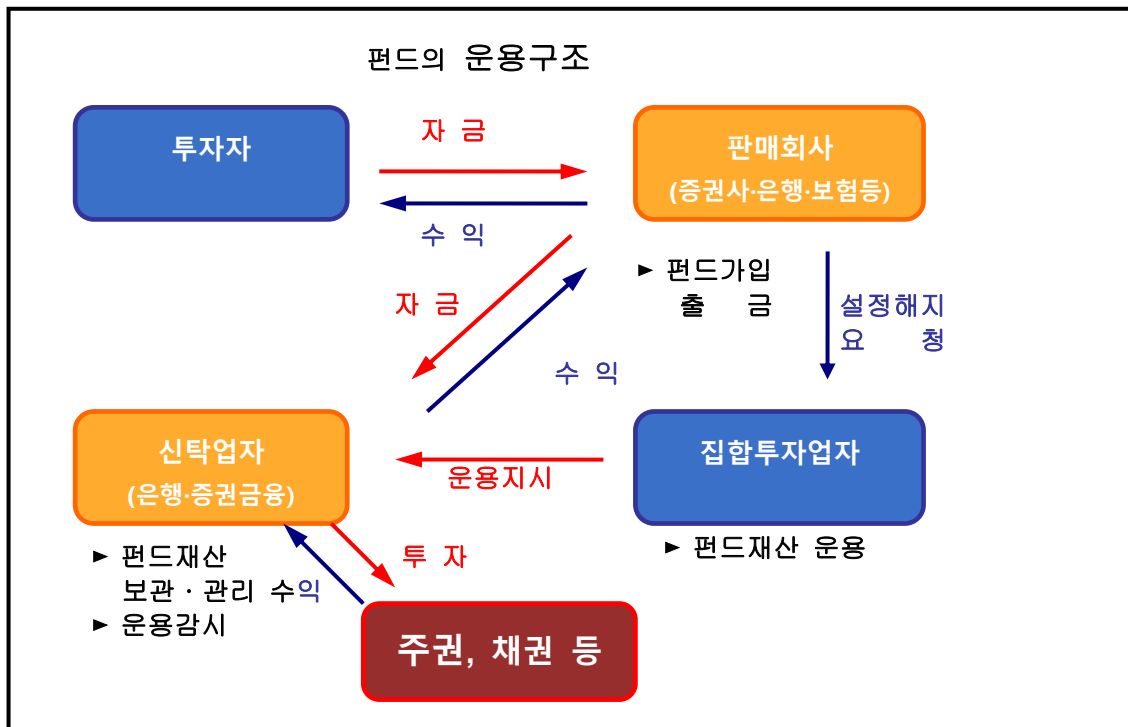 펀드의 운용구조
투자자
자 금
수 익
판매회사
(증권사·은행·보험등)
► 펀드가입
출 금
설정해지
요 청
자 금
수 익
신탁업자
(은행·증권금융)
운용지시
집합투자업자
► 펀드재산 운용
► 펀드재산
보관 · 관리 수익
► 운용감시
투 자
주권, 채권 등